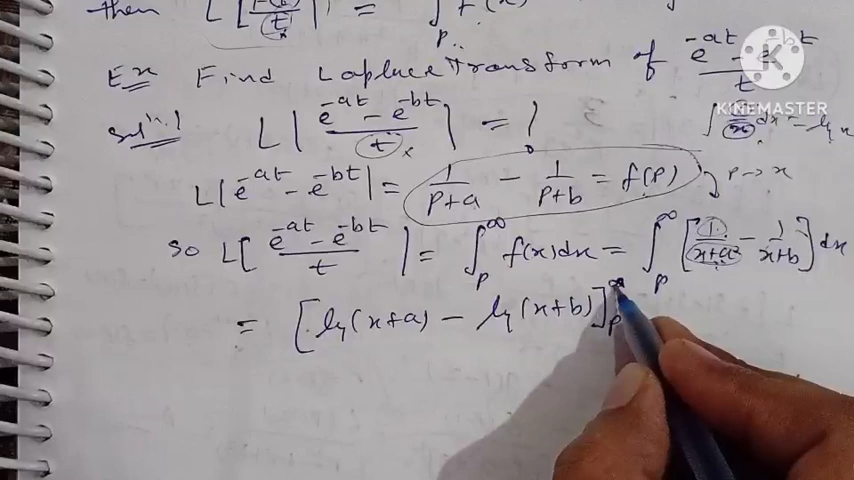 then L[F(t)/t] = ∫p f(x)
Ex Find Laplace Transform of (e^-at - e^-bt)/t
Solⁿ. L[(e^-at - e^-bt)/t] = ?
KINEMASTER
L[e^-at - e^-bt] = 1/(p+a) - 1/(p+b) = f(p) p → x
so L[(e^-at - e^-bt)/t] = ∫p^∞ f(x)dx = ∫p^∞ [1/(x+a) - 1/(x+b)]dx
= [log(x+a) - log(x+b)]p^∞